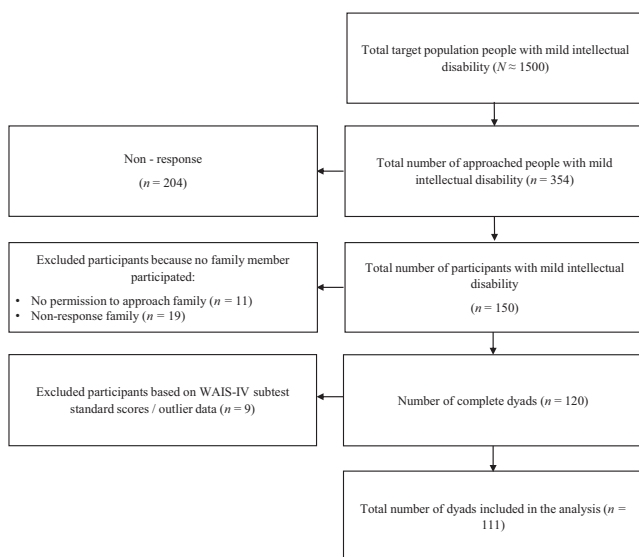 Total target population people with mild intellectual
disability (N ≈ 1500)
Non - response
(n = 204)
Total number of approached people with mild
intellectual disability (n = 354)
Excluded participants because no family member
participated:
• No permission to approach family (n = 11)
• Non-response family (n = 19)
Total number of participants with mild intellectual
disability
(n = 150)
Excluded participants based on WAIS-IV subtest
standard scores / outlier data (n = 9)
Number of complete dyads (n = 120)
Total number of dyads included in the analysis (n =
111)